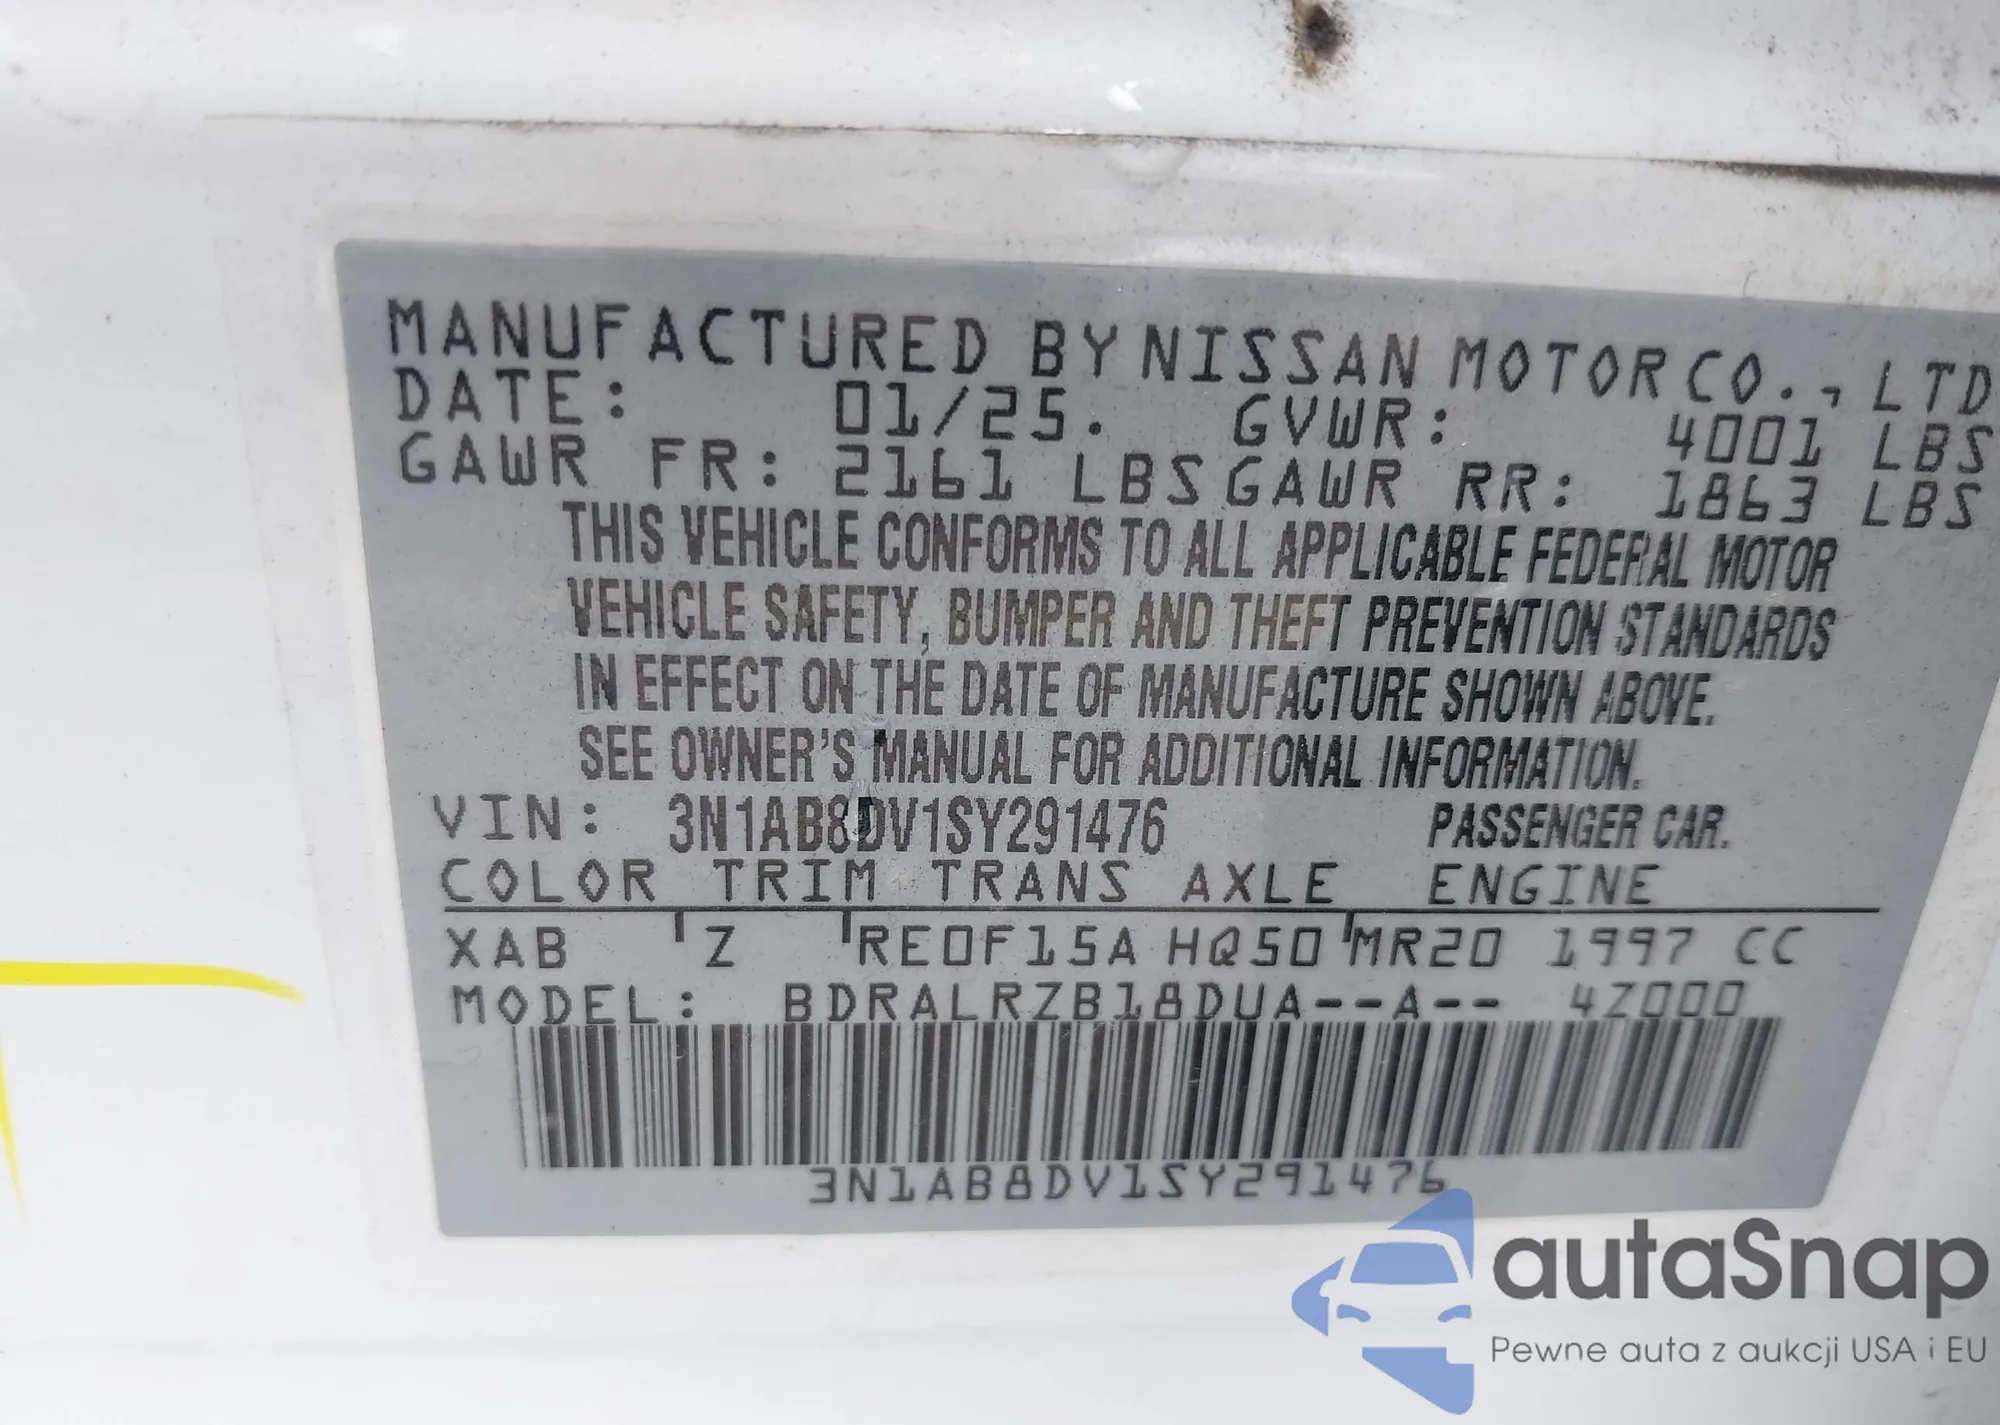 MANUFACTURED BY NISSAN MOTOR CO., LTD
DATE: 01/25. GVWR: 4001 LBS
GAWR FR: 2161 LBS GAWR RR: 1863 LBS
THIS VEHICLE CONFORMS TO ALL APPLICABLE FEDERAL MOTOR
VEHICLE SAFETY, BUMPER AND THEFT PREVENTION STANDARDS
IN EFFECT ON THE DATE OF MANUFACTURE SHOWN ABOVE.
SEE OWNER'S MANUAL FOR ADDITIONAL INFORMATION.
VIN: 3N1AB8DV1SY291476 PASSENGER CAR.
COLOR TRIM TRANS AXLE ENGINE
XAB Z RE0F15A HQ50 MR20 1997 CC
MODEL: BDRALRZB18DUA--A-- 4Z000
3N1AB8DV1SY291476
autaSnap
Pewne auta z aukcji USA i EU